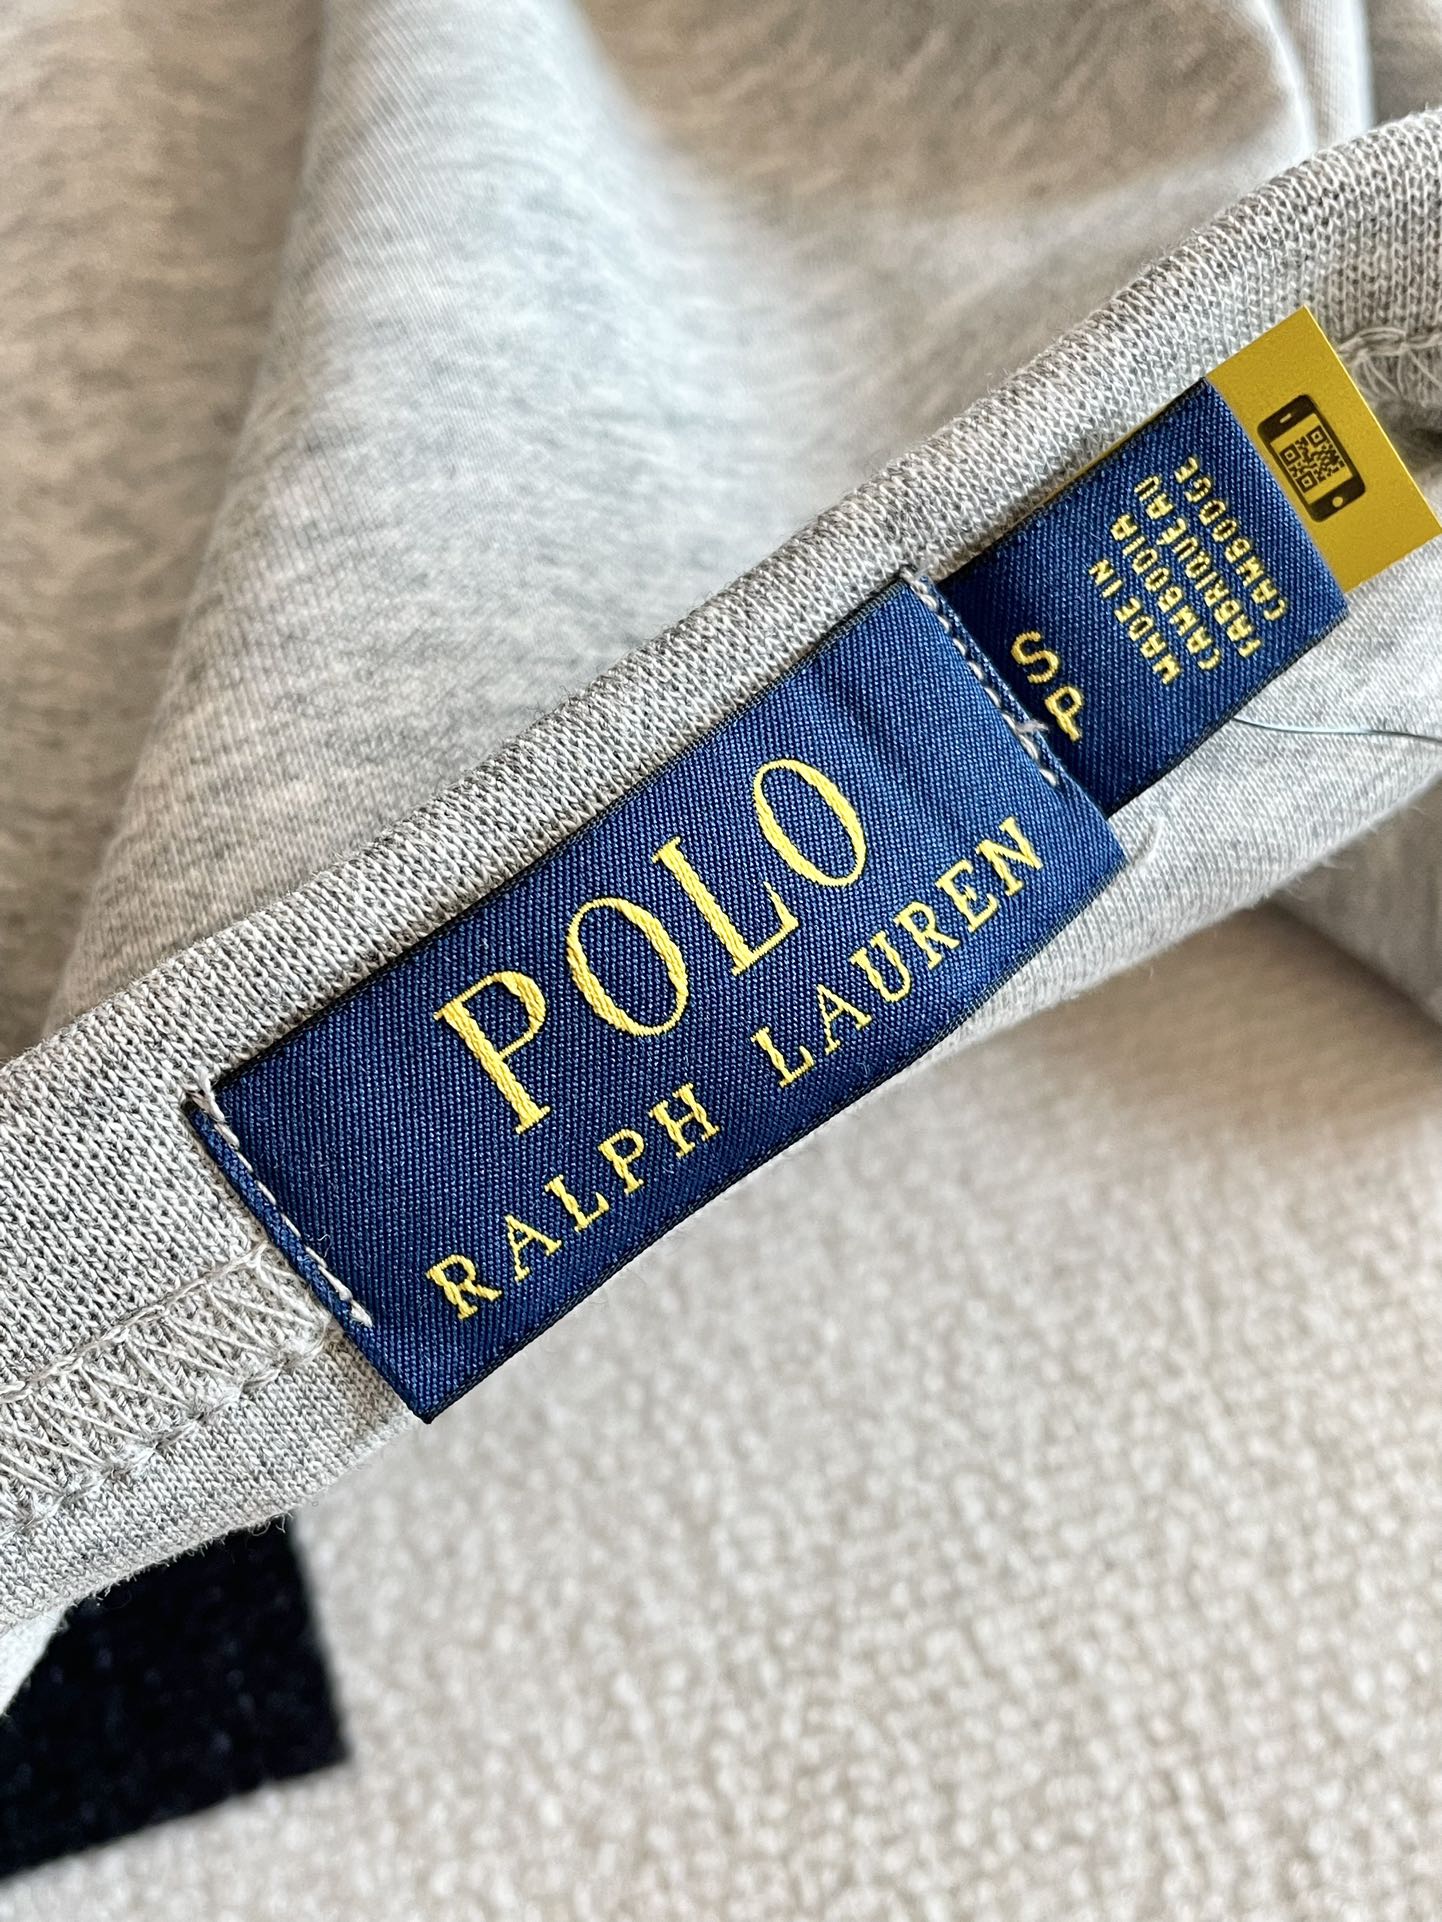 POLO
RALPH LAUREN
S
P
MADE IN
CAMBODIA
FABRIQUÉ AU
CAMBODGE